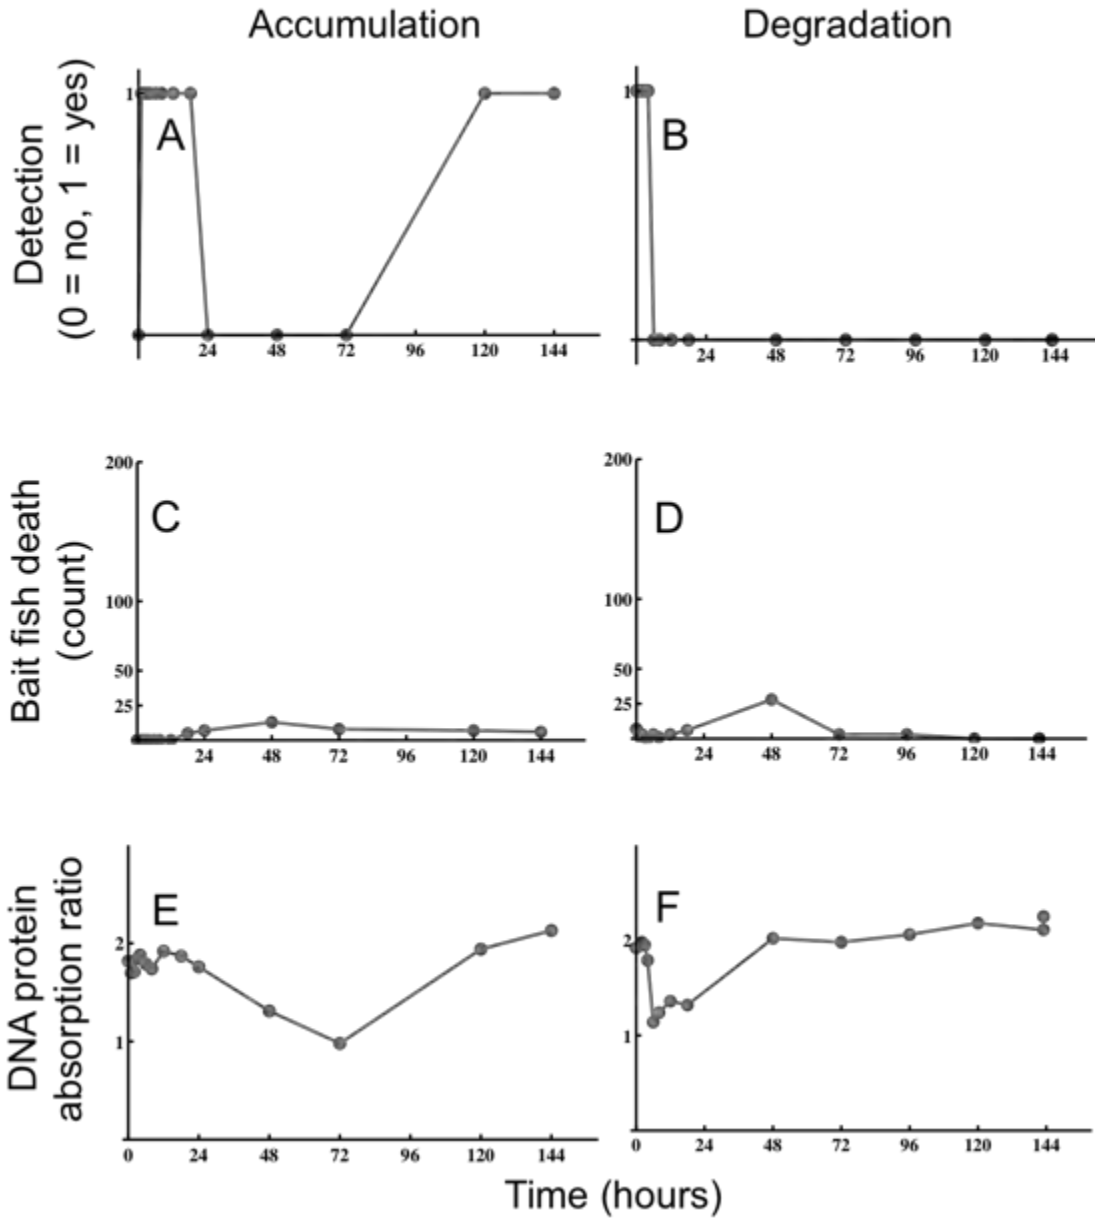 Accumulation Degradation
Detection
(0 = no, 1 = yes)
1
A
24 48 72 96 120 144
1
B
24 48 72 96 120 144
Bait fish death
(count)
200
100
50
25
C
24 48 72 96 120 144
200
100
50
25
D
24 48 72 96 120 144
DNA protein
absorption ratio
2
1
E
0 24 48 72 96 120 144
2
1
F
0 24 48 72 96 120 144
Time (hours)